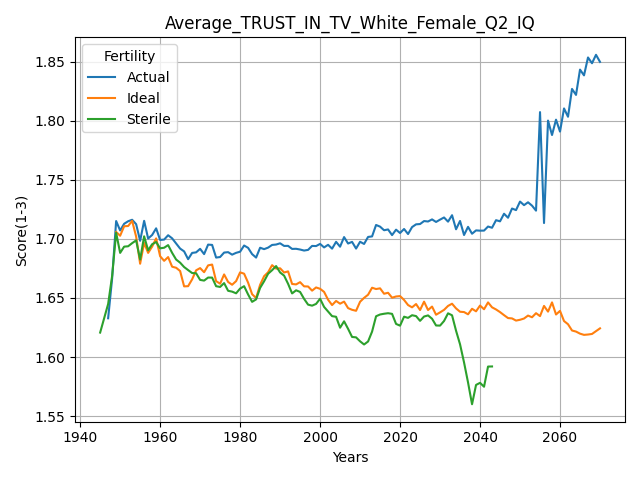 Average_TRUST_IN_TV_White_Female_Q2_IQ
Fertility
Actual
Ideal
Sterile
Score(1-3)
1.85
1.80
1.75
1.70
1.65
1.60
1.55
1940 1960 1980 2000 2020 2040 2060
Years